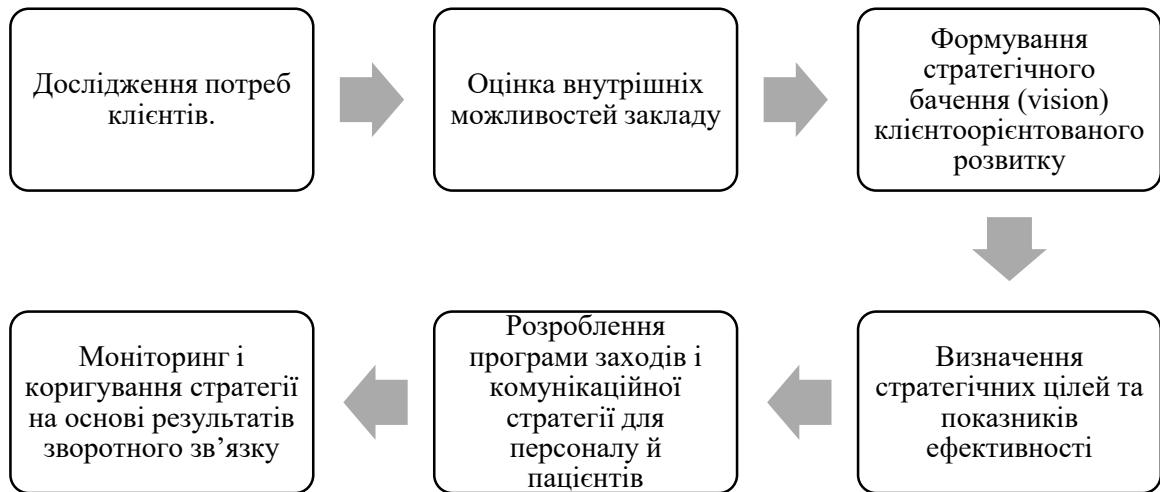 Дослідження потреб
клієнтів.
Оцінка внутрішніх
можливостей закладу
Формування
стратегічного
бачення (vision)
клієнтоорієнтованого
розвитку
Визначення
стратегічних цілей та
показників
ефективності
Розроблення
програми заходів і
комунікаційної
стратегії для
персоналу й
пацієнтів
Моніторинг і
коригування стратегії
на основі результатів
зворотного зв’язку